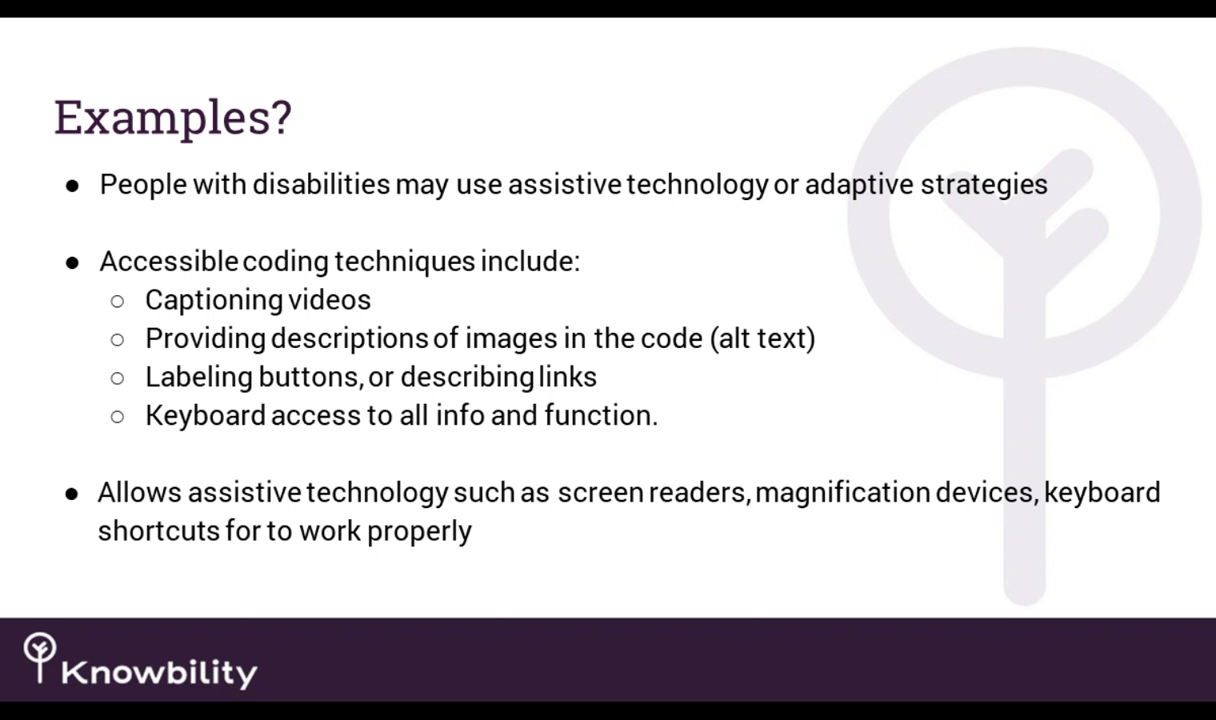 Examples?
● People with disabilities may use assistive technology or adaptive strategies
● Accessible coding techniques include:
○ Captioning videos
○ Providing descriptions of images in the code (alt text)
○ Labeling buttons, or describing links
○ Keyboard access to all info and function.
● Allows assistive technology such as screen readers, magnification devices, keyboard
shortcuts for to work properly
Knowbility